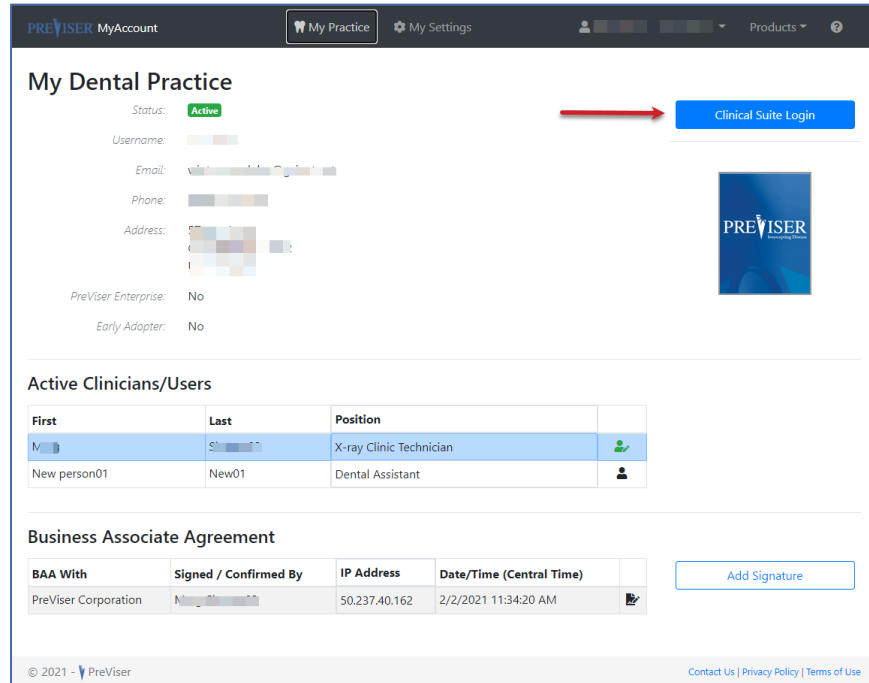 PREVISER MyAccount My Practice My Settings Products
My Dental Practice
Status: Active
Clinical Suite Login
Username:
Email:
Phone:
Address:
PREVISER
Intercepting Disease
PreViser Enterprise: No
Early Adopter: No
Active Clinicians/Users
First Last Position
X-ray Clinic Technician
New person01 New01 Dental Assistant
Business Associate Agreement
BAA With Signed / Confirmed By IP Address Date/Time (Central Time)
Add Signature
PreViser Corporation 50.237.40.162 2/2/2021 11:34:20 AM
© 2021 - PreViser Contact Us | Privacy Policy | Terms of Use